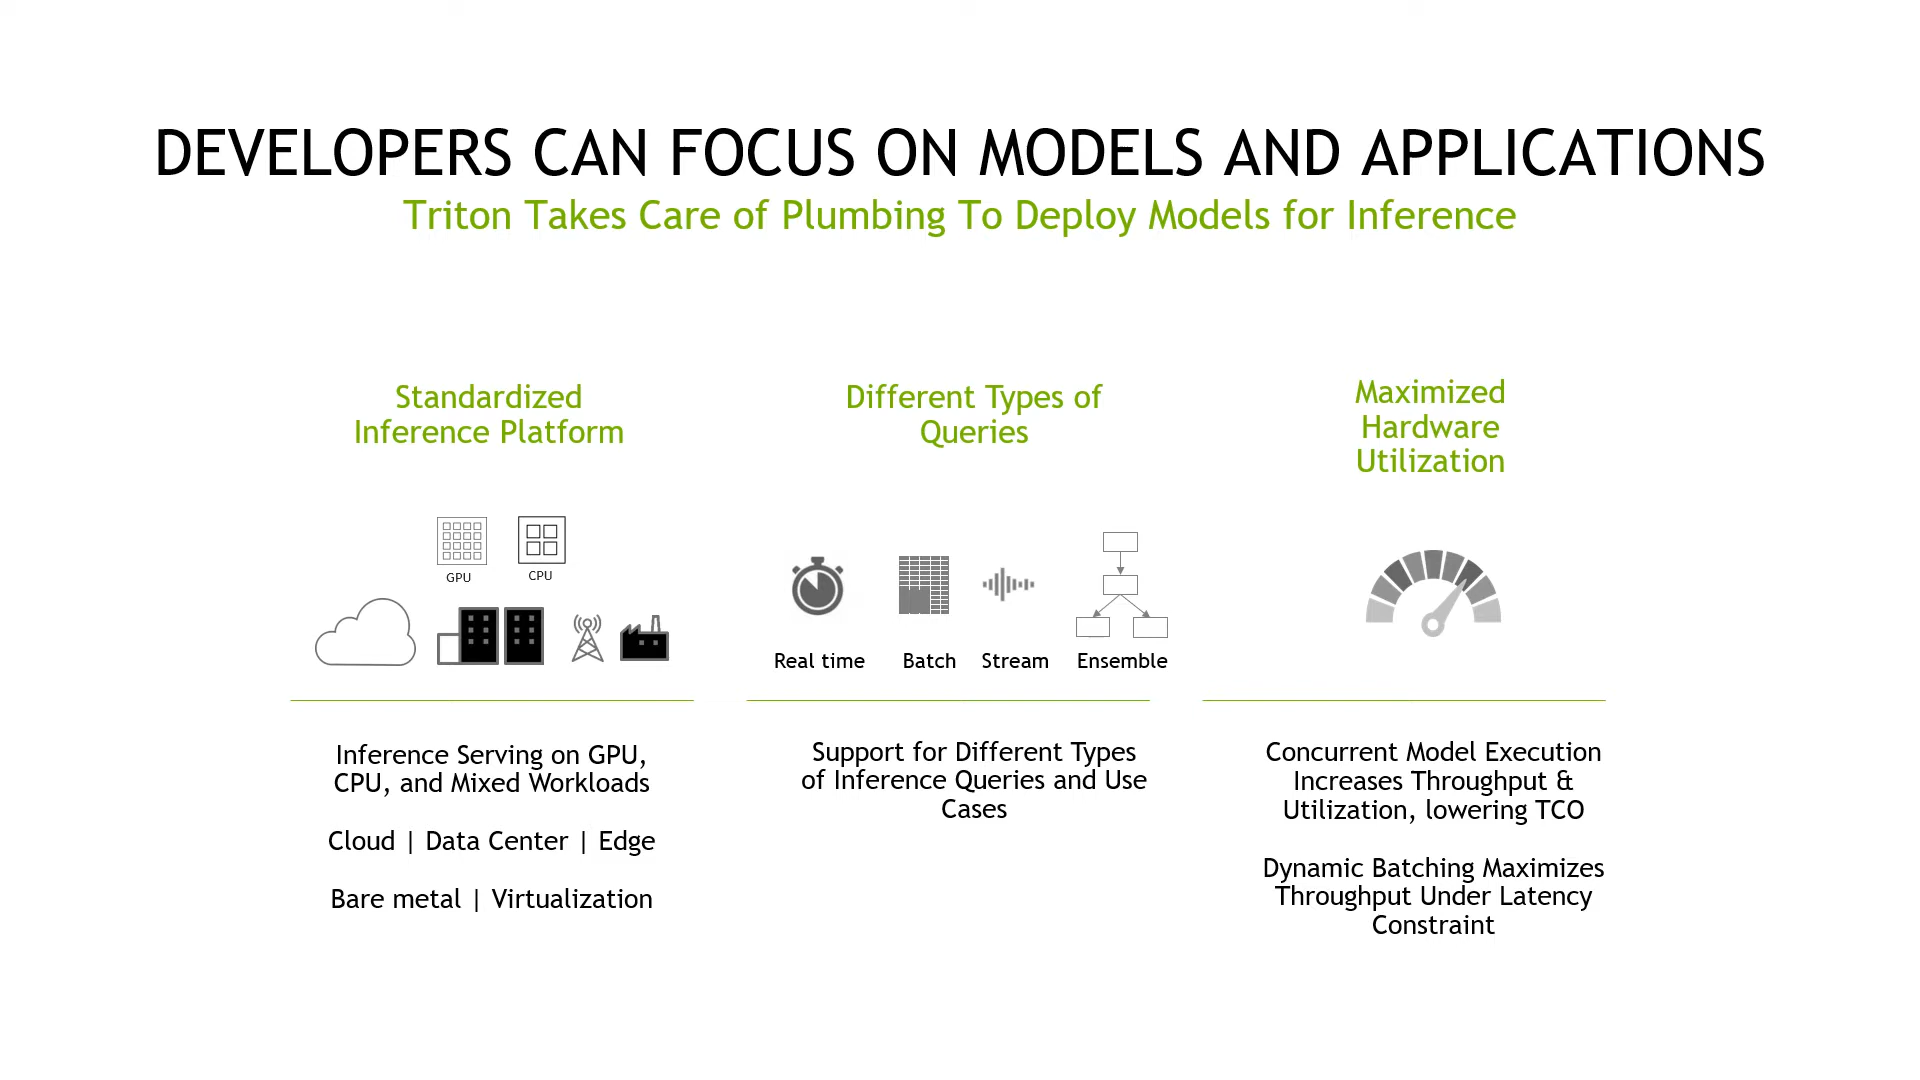 DEVELOPERS CAN FOCUS ON MODELS AND APPLICATIONS
Triton Takes Care of Plumbing To Deploy Models for Inference
Standardized
Inference Platform
GPU
CPU
Inference Serving on GPU,
CPU, and Mixed Workloads
Cloud | Data Center | Edge
Bare metal | Virtualization
Different Types of
Queries
Real time
Batch
Stream
Ensemble
Support for Different Types
of Inference Queries and Use
Cases
Maximized
Hardware
Utilization
Concurrent Model Execution
Increases Throughput &
Utilization, lowering TCO
Dynamic Batching Maximizes
Throughput Under Latency
Constraint